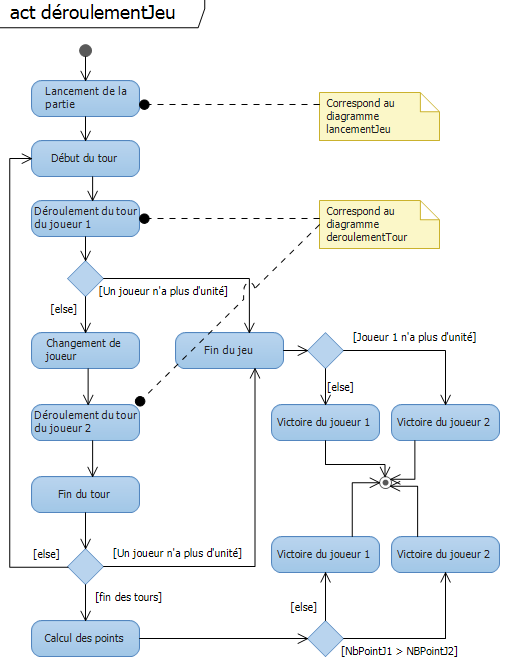 act déroulementJeu
Lancement de la
partie
Correspond au
diagramme
lancementJeu
Début du tour
Déroulement du tour
du joueur 1
Correspond au
diagramme
deroulementTour
[Un joueur n'a plus d'unité]
[else]
Changement de
joueur
Fin du jeu
[Joueur 1 n'a plus d'unité]
[else]
Déroulement du tour
du joueur 2
Victoire du joueur 1
Victoire du joueur 2
Fin du tour
[else]
[Un joueur n'a plus d'unité]
Victoire du joueur 1
Victoire du joueur 2
[fin des tours]
[else]
Calcul des points
[NbPointJ1 > NBPointJ2]